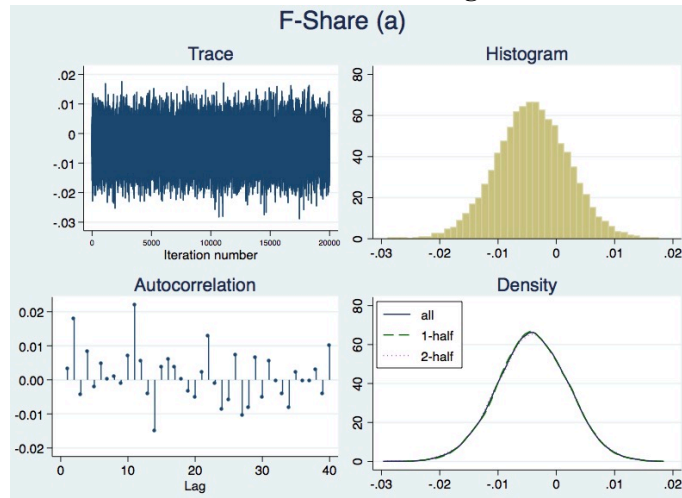 F-Share (a)
Trace
.02
.01
0
-.01
-.02
-.03
0 5000 10000 15000 20000
Iteration number
Histogram
80
60
40
20
0
-.03 -.02 -.01 0 .01 .02
Autocorrelation
0.02
0.01
0.00
-0.01
-0.02
0 10 20 30 40
Lag
Density
all
1-half
2-half
80
60
40
20
0
-.03 -.02 -.01 0 .01 .02